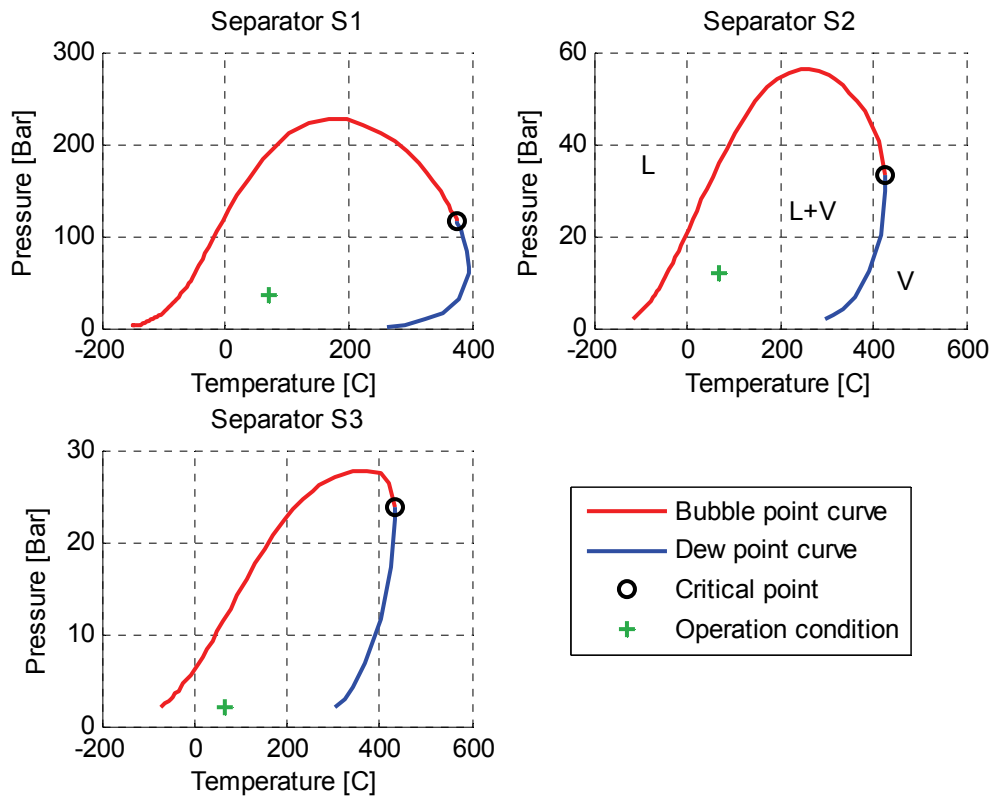 Separator S1
Pressure [Bar]
300
200
100
0
-200
0
200
400
Temperature [C]
Separator S2
Pressure [Bar]
60
40
20
0
L
L+V
V
-200
0
200
400
600
Temperature [C]
Separator S3
Pressure [Bar]
30
20
10
0
-200
0
200
400
600
Temperature [C]
Bubble point curve
Dew point curve
Critical point
Operation condition